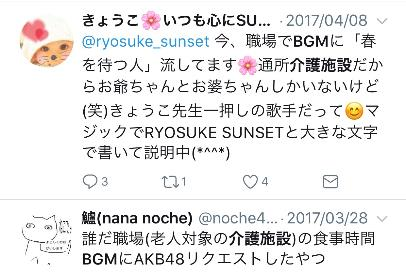 きょうこ🌸いつも心にSU... · 2017/04/08
@ryosuke_sunset 今、職場でBGMに「春
を待つ人」流してます🌸通所介護施設だか
らお爺ちゃんとお婆ちゃんしかいないけど
(笑)きょうこ先生一押しの歌手だって😊マ
ジックでRYOSUKE SUNSETと大きな文字
で書いて説明中(*^^*)
3 1 4
鱸(nana noche) @noche4... · 2017/03/28
誰だ職場(老人対象の介護施設)の食事時間
BGMにAKB48リクエストしたやつ